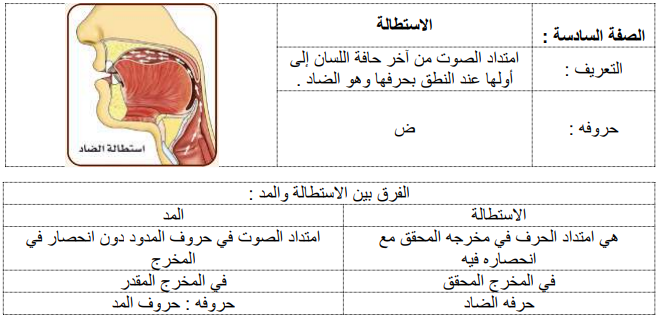 الصفة السادسة :
الاستطالة
التعريف :
امتداد الصوت من آخر حافة اللسان إلى
أولها عند النطق بحرفها وهو الضاد .
حروفه :
ض
استطالة الضاد
الفرق بين الاستطالة والمد :
الاستطالة
المد
هي امتداد الحرف في مخرجه المحقق مع
انحصاره فيه
امتداد الصوت في حروف المدود دون انحصار في
المخرج
في المخرج المحقق
في المخرج المقدر
حرفه الضاد
حروفه : حروف المد